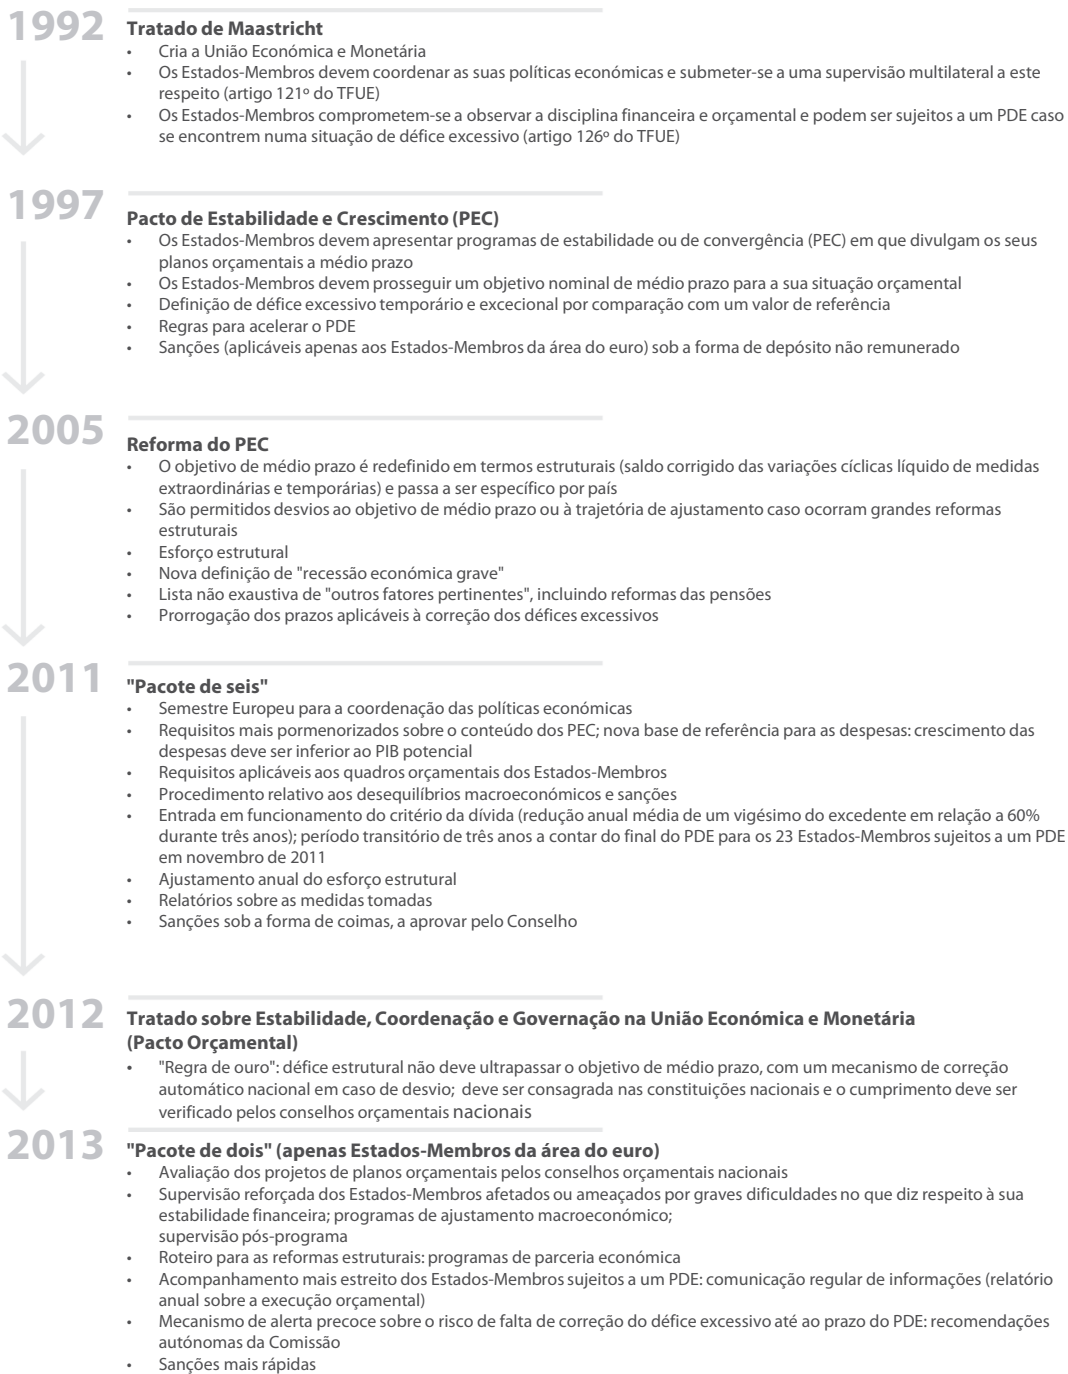 1992
Tratado de Maastricht
• Cria a União Económica e Monetária
• Os Estados-Membros devem coordenar as suas políticas económicas e submeter-se a uma supervisão multilateral a este
respeito (artigo 121º do TFUE)
• Os Estados-Membros comprometem-se a observar a disciplina financeira e orçamental e podem ser sujeitos a um PDE caso
se encontrem numa situação de défice excessivo (artigo 126º do TFUE)
1997
Pacto de Estabilidade e Crescimento (PEC)
• Os Estados-Membros devem apresentar programas de estabilidade ou de convergência (PEC) em que divulgam os seus
planos orçamentais a médio prazo
• Os Estados-Membros devem prosseguir um objetivo nominal de médio prazo para a sua situação orçamental
• Definição de défice excessivo temporário e excecional por comparação com um valor de referência
• Regras para acelerar o PDE
• Sanções (aplicáveis apenas aos Estados-Membros da área do euro) sob a forma de depósito não remunerado
2005
Reforma do PEC
• O objetivo de médio prazo é redefinido em termos estruturais (saldo corrigido das variações cíclicas líquido de medidas
extraordinárias e temporárias) e passa a ser específico por país
• São permitidos desvios ao objetivo de médio prazo ou à trajetória de ajustamento caso ocorram grandes reformas
estruturais
• Esforço estrutural
• Nova definição de "recessão económica grave"
• Lista não exaustiva de "outros fatores pertinentes", incluindo reformas das pensões
• Prorrogação dos prazos aplicáveis à correção dos défices excessivos
2011
"Pacote de seis"
• Semestre Europeu para a coordenação das políticas económicas
• Requisitos mais pormenorizados sobre o conteúdo dos PEC; nova base de referência para as despesas: crescimento das
despesas deve ser inferior ao PIB potencial
• Requisitos aplicáveis aos quadros orçamentais dos Estados-Membros
• Procedimento relativo aos desequilíbrios macroeconómicos e sanções
• Entrada em funcionamento do critério da dívida (redução anual média de um vigésimo do excedente em relação a 60%
durante três anos); período transitório de três anos a contar do final do PDE para os 23 Estados-Membros sujeitos a um PDE
em novembro de 2011
• Ajustamento anual do esforço estrutural
• Relatórios sobre as medidas tomadas
• Sanções sob a forma de coimas, a aprovar pelo Conselho
2012
Tratado sobre Estabilidade, Coordenação e Governação na União Económica e Monetária
(Pacto Orçamental)
• "Regra de ouro": défice estrutural não deve ultrapassar o objetivo de médio prazo, com um mecanismo de correção
automático nacional em caso de desvio; deve ser consagrada nas constituições nacionais e o cumprimento deve ser
verificado pelos conselhos orçamentais nacionais
2013
"Pacote de dois" (apenas Estados-Membros da área do euro)
• Avaliação dos projetos de planos orçamentais pelos conselhos orçamentais nacionais
• Supervisão reforçada dos Estados-Membros afetados ou ameaçados por graves dificuldades no que diz respeito à sua
estabilidade financeira; programas de ajustamento macroeconómico;
supervisão pós-programa
• Roteiro para as reformas estruturais: programas de parceria económica
• Acompanhamento mais estreito dos Estados-Membros sujeitos a um PDE: comunicação regular de informações (relatório
anual sobre a execução orçamental)
• Mecanismo de alerta precoce sobre o risco de falta de correção do défice excessivo até ao prazo do PDE: recomendações
autónomas da Comissão
• Sanções mais rápidas